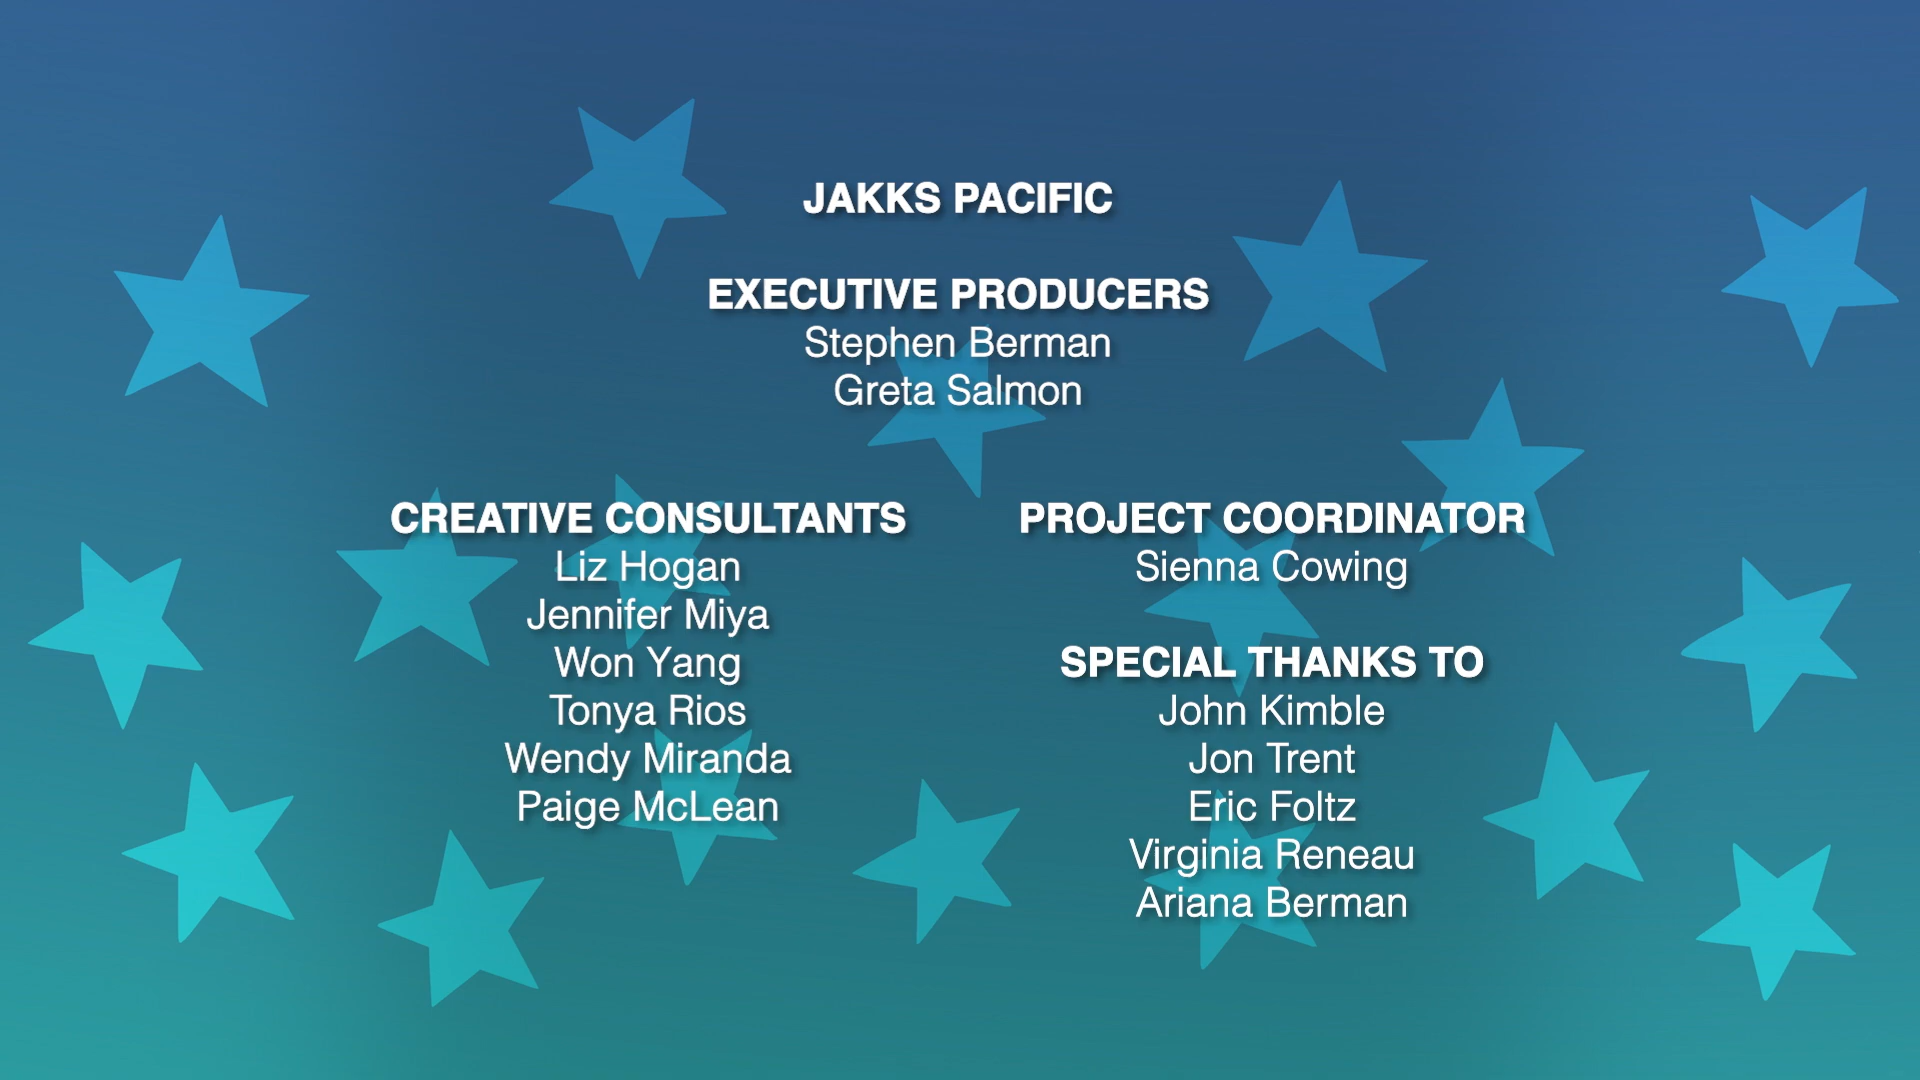 JAKKS PACIFIC
EXECUTIVE PRODUCERS
Stephen Berman
Greta Salmon
CREATIVE CONSULTANTS
Liz Hogan
Jennifer Miya
Won Yang
Tonya Rios
Wendy Miranda
Paige McLean
PROJECT COORDINATOR
Sienna Cowing
SPECIAL THANKS TO
John Kimble
Jon Trent
Eric Foltz
Virginia Reneau
Ariana Berman